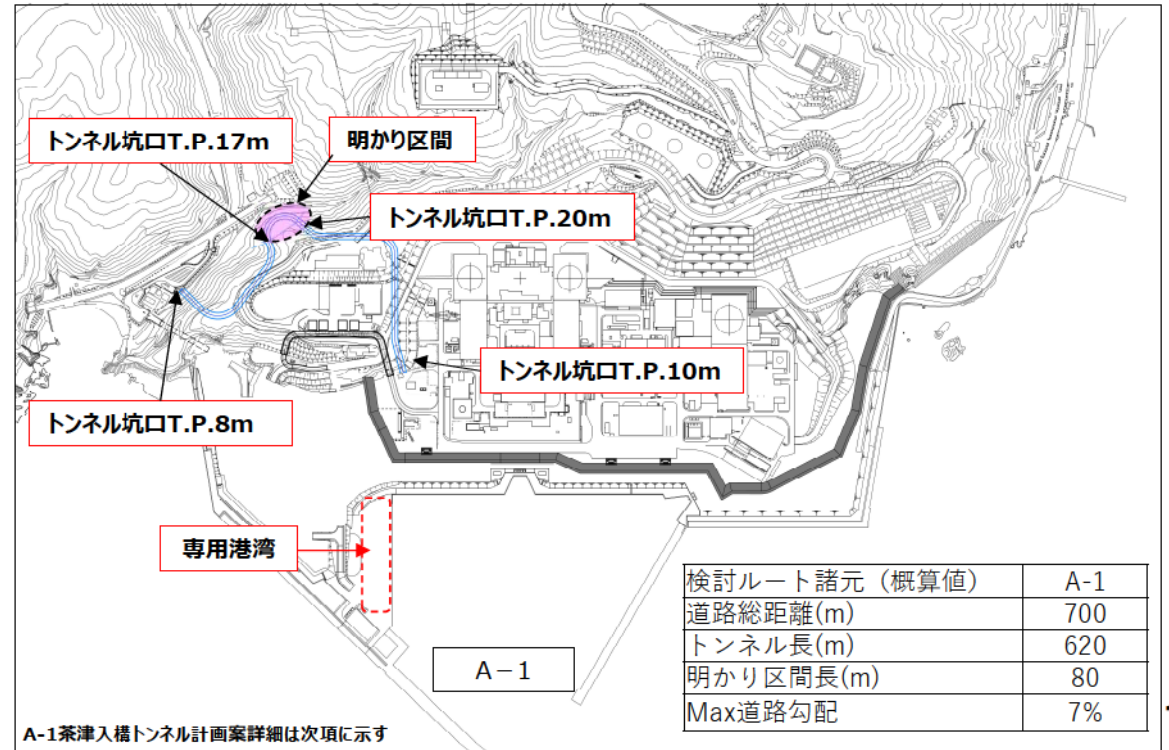 トンネル坑口T.P.17m
明かり区間
トンネル坑口T.P.20m
トンネル坑口T.P.10m
トンネル坑口T.P.8m
専用港湾
A－1
検討ルート諸元（概算値） A-1
道路総距離(m) 700
トンネル長(m) 620
明かり区間長(m) 80
Max道路勾配 7%
A-1茶津入構トンネル計画案詳細は次項に示す